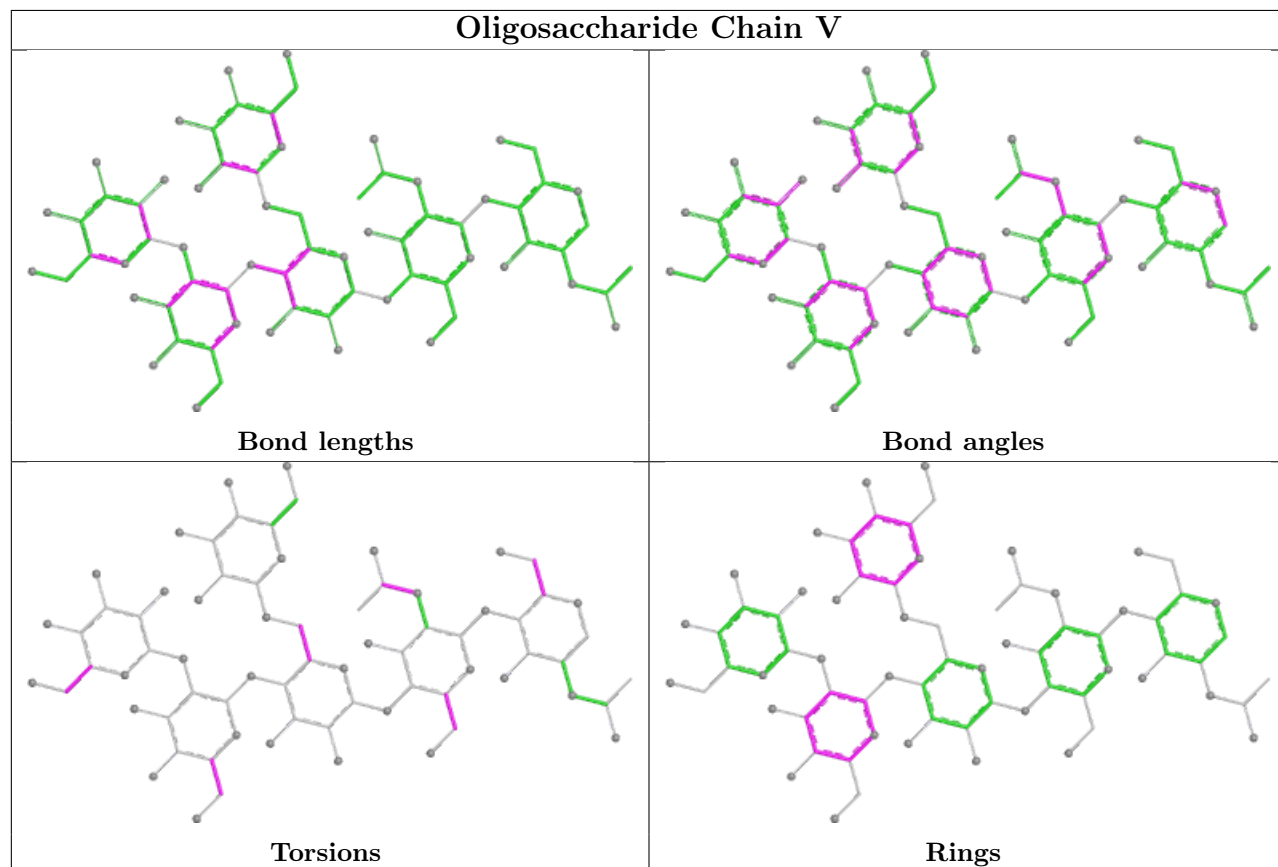 Oligosaccharide Chain V
Bond lengths
Bond angles
Torsions
Rings